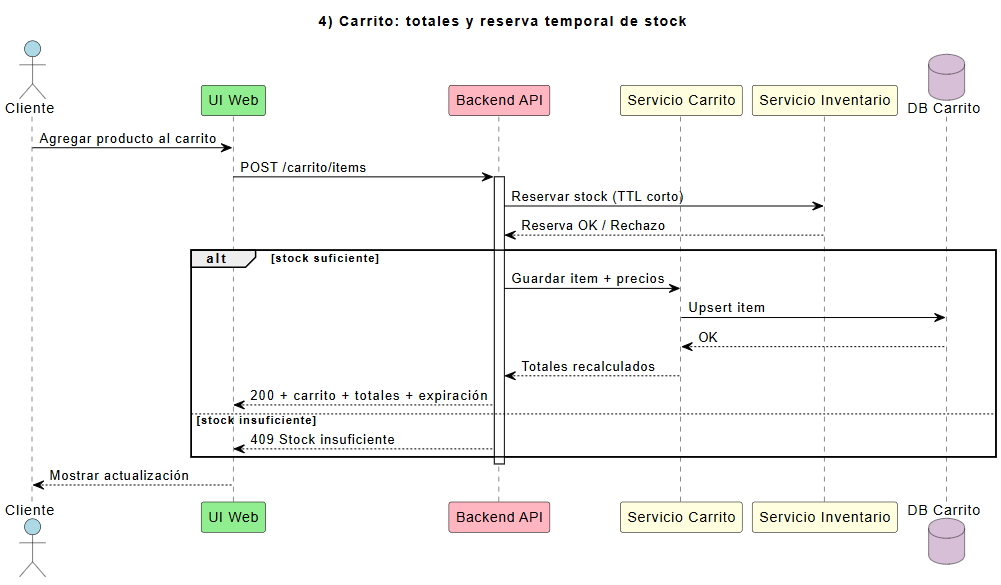 4) Carrito: totales y reserva temporal de stock
Cliente
UI Web
Backend API
Servicio Carrito
Servicio Inventario
DB Carrito
Agregar producto al carrito
POST /carrito/items
Reservar stock (TTL corto)
Reserva OK / Rechazo
alt
[stock suficiente]
Guardar item + precios
Upsert item
OK
Totales recalculados
200 + carrito + totales + expiración
[stock insuficiente]
409 Stock insuficiente
Mostrar actualización
Cliente
UI Web
Backend API
Servicio Carrito
Servicio Inventario
DB Carrito